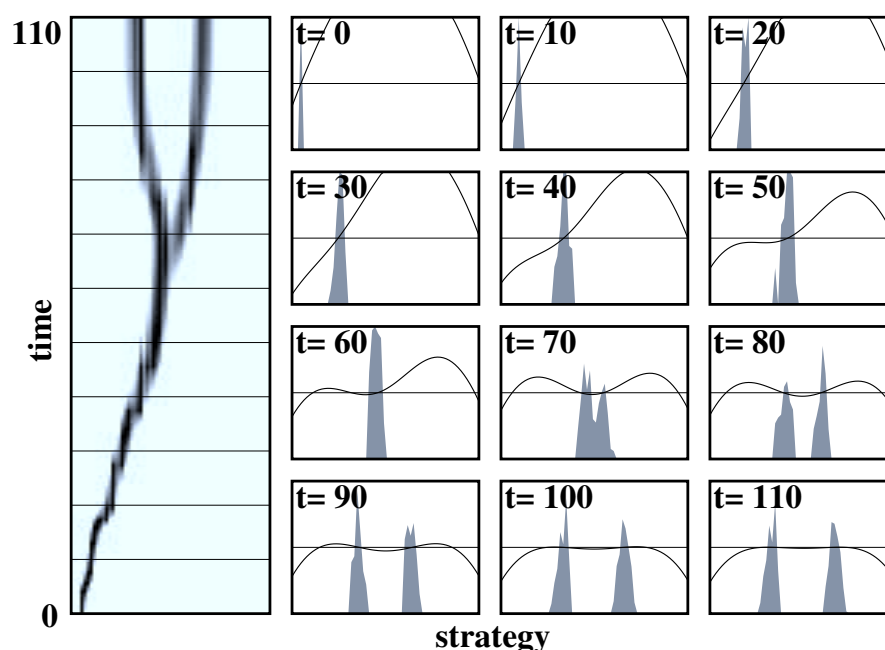 110
time
0
t= 0
t= 10
t= 20
t= 30
t= 40
t= 50
t= 60
t= 70
t= 80
t= 90
t= 100
t= 110
strategy